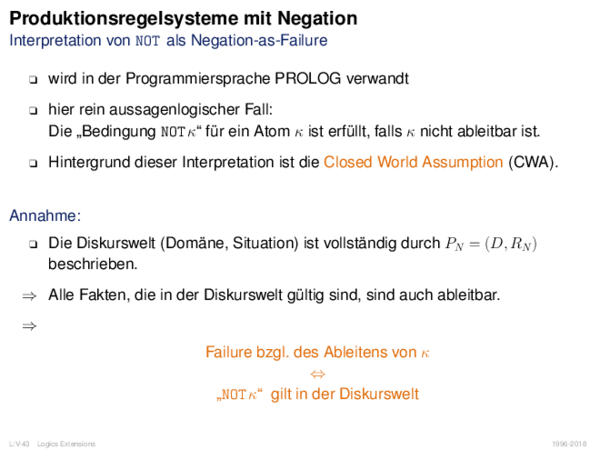 Produktionsregelsysteme mit Negation
Interpretation von NOT als Negation-as-Failure
❑ wird in der Programmiersprache PROLOG verwandt
❑ hier rein aussagenlogischer Fall:
Die „Bedingung NOT κ“ für ein Atom κ ist erfüllt, falls κ nicht ableitbar ist.
❑ Hintergrund dieser Interpretation ist die Closed World Assumption (CWA).
Annahme:
❑ Die Diskurswelt (Domäne, Situation) ist vollständig durch P_N = (D, R_N)
beschrieben.
⇒ Alle Fakten, die in der Diskurswelt gültig sind, sind auch ableitbar.
⇒
Failure bzgl. des Ableitens von κ
⇔
„NOT κ“ gilt in der Diskurswelt
L:V-43 Logics Extensions 1996-2018